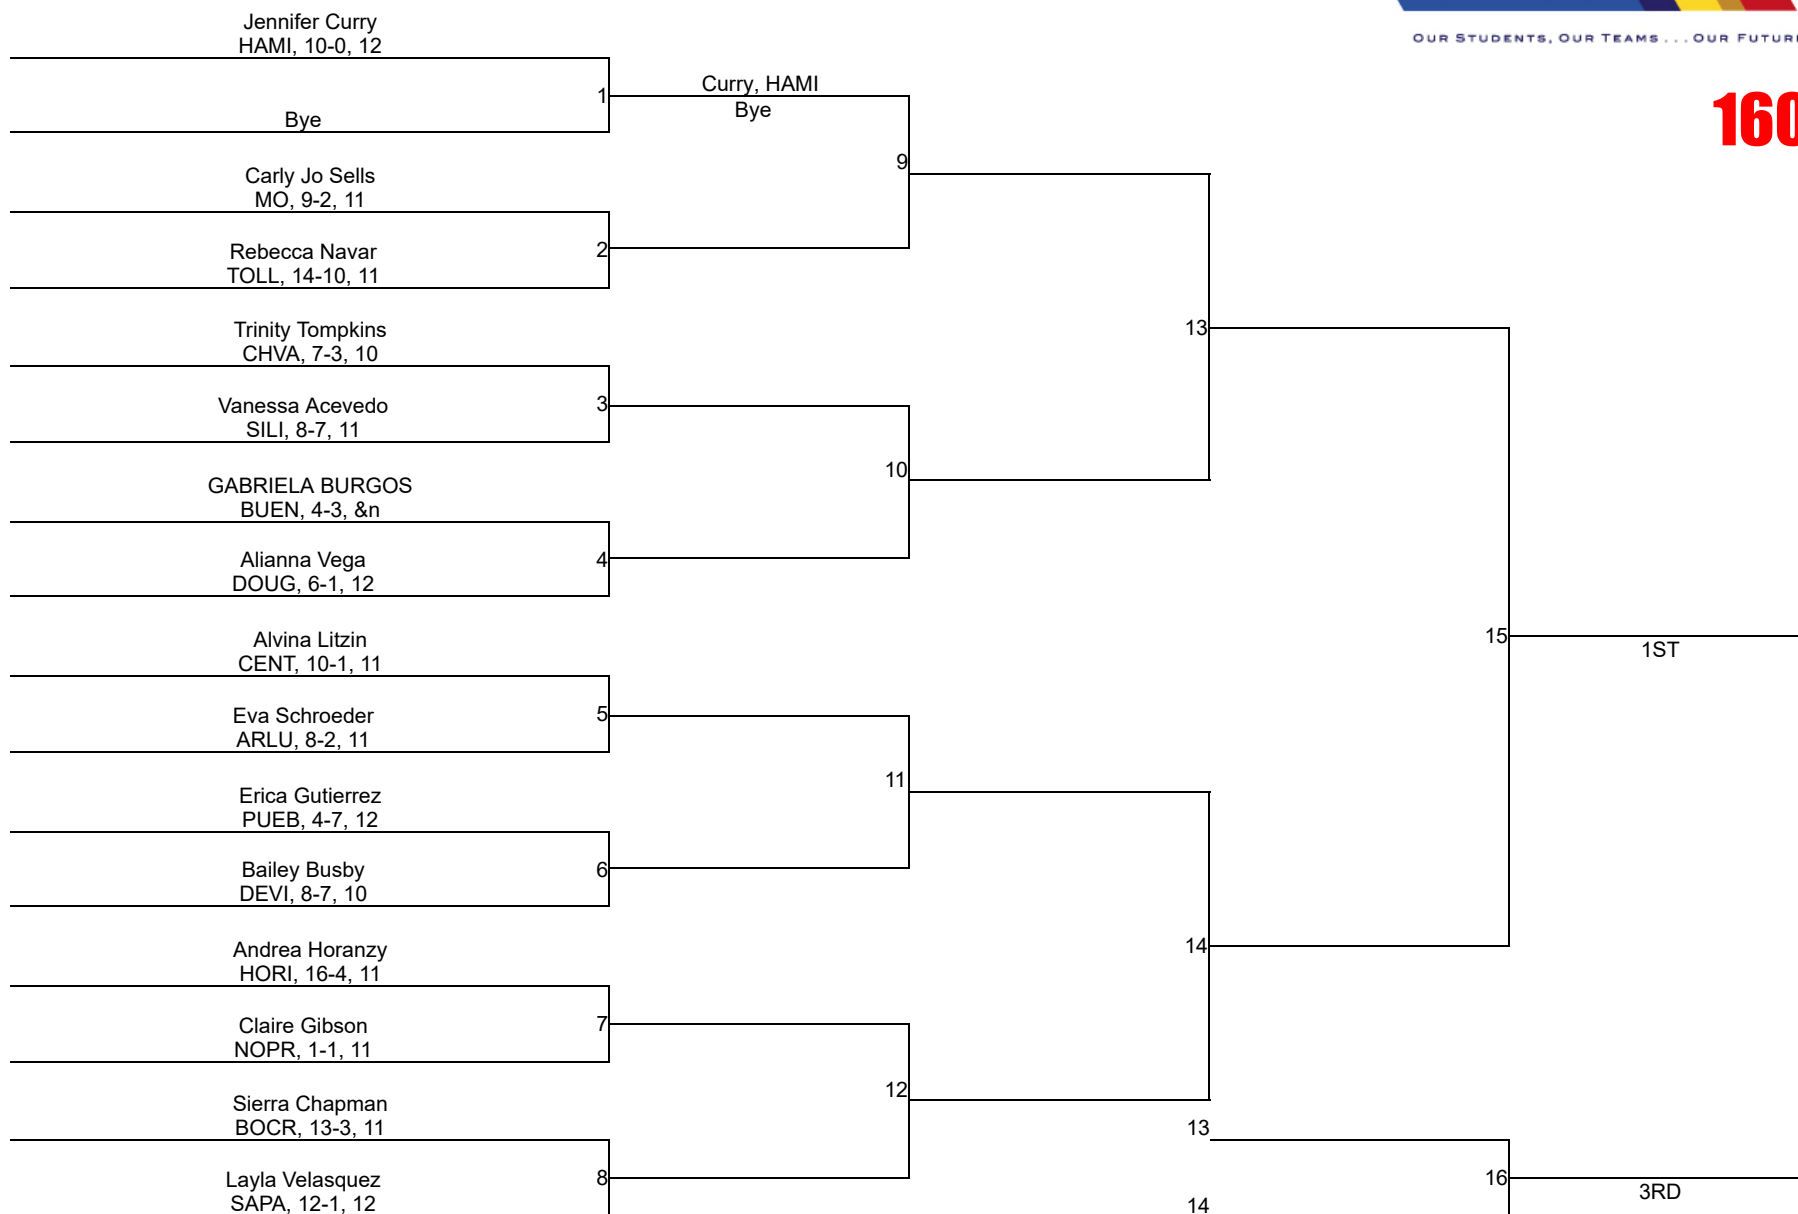 OUR STUDENTS, OUR TEAMS . . . OUR FUTURE
160
Jennifer Curry
HAMI, 10-0, 12
1
Bye
Curry, HAMI
Bye
9
Carly Jo Sells
MO, 9-2, 11
2
Rebecca Navar
TOLL, 14-10, 11
13
Trinity Tompkins
CHVA, 7-3, 10
3
Vanessa Acevedo
SILI, 8-7, 11
10
GABRIELA BURGOS
BUEN, 4-3, &n
4
Alianna Vega
DOUG, 6-1, 12
15
1ST
Alvina Litzin
CENT, 10-1, 11
5
Eva Schroeder
ARLU, 8-2, 11
11
Erica Gutierrez
PUEB, 4-7, 12
6
Bailey Busby
DEVI, 8-7, 10
14
Andrea Horanzy
HORI, 16-4, 11
7
Claire Gibson
NOPR, 1-1, 11
12
Sierra Chapman
BOCR, 13-3, 11
8
Layla Velasquez
SAPA, 12-1, 12
13
16
3RD
14